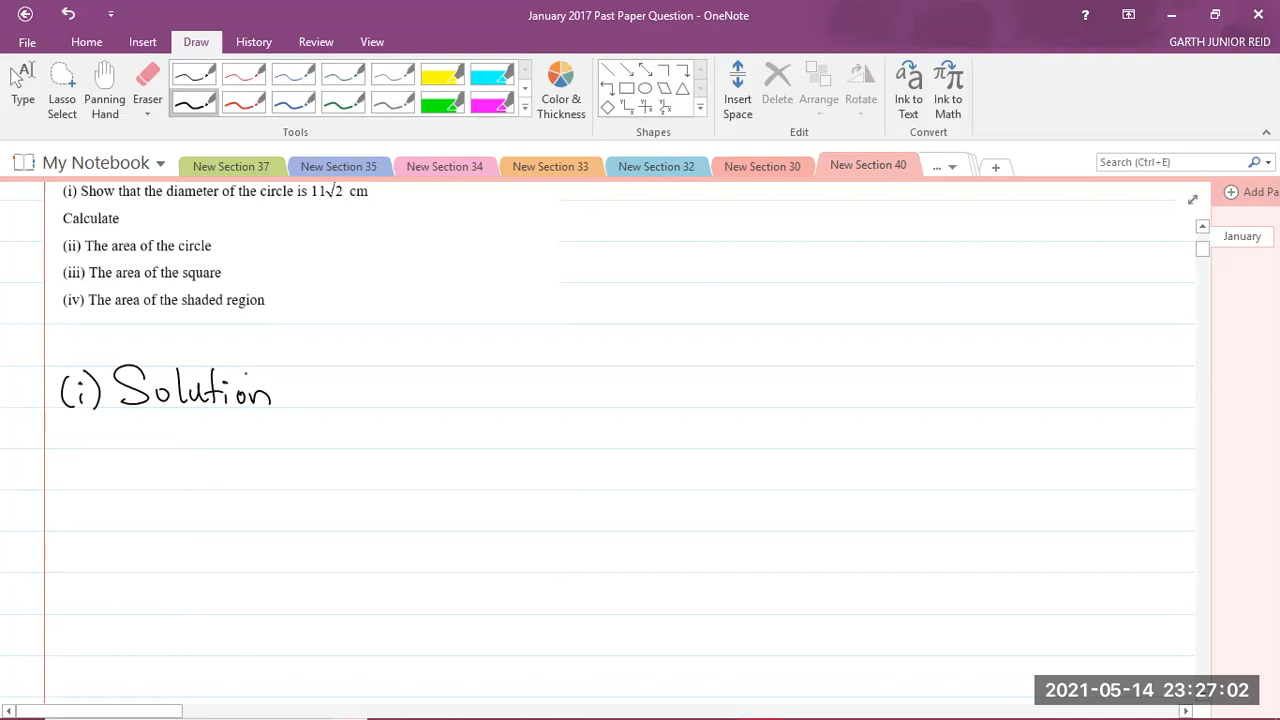 January 2017 Past Paper Question - OneNote
File Home Insert Draw History Review View GARTH JUNIOR REID
Type
Lasso Select
Panning Hand
Eraser
Color & Thickness
Insert Space
Delete
Arrange
Rotate
Ink to Text
Ink to Math
Tools Shapes Edit Convert
My Notebook New Section 37 New Section 35 New Section 34 New Section 33 New Section 32 New Section 30 New Section 40 ... Search (Ctrl+E)
(i) Show that the diameter of the circle is 11√2 cm
Add Pa
Calculate
January
(ii) The area of the circle
(iii) The area of the square
(iv) The area of the shaded region
(i) Solution
2021-05-14 23:27:02